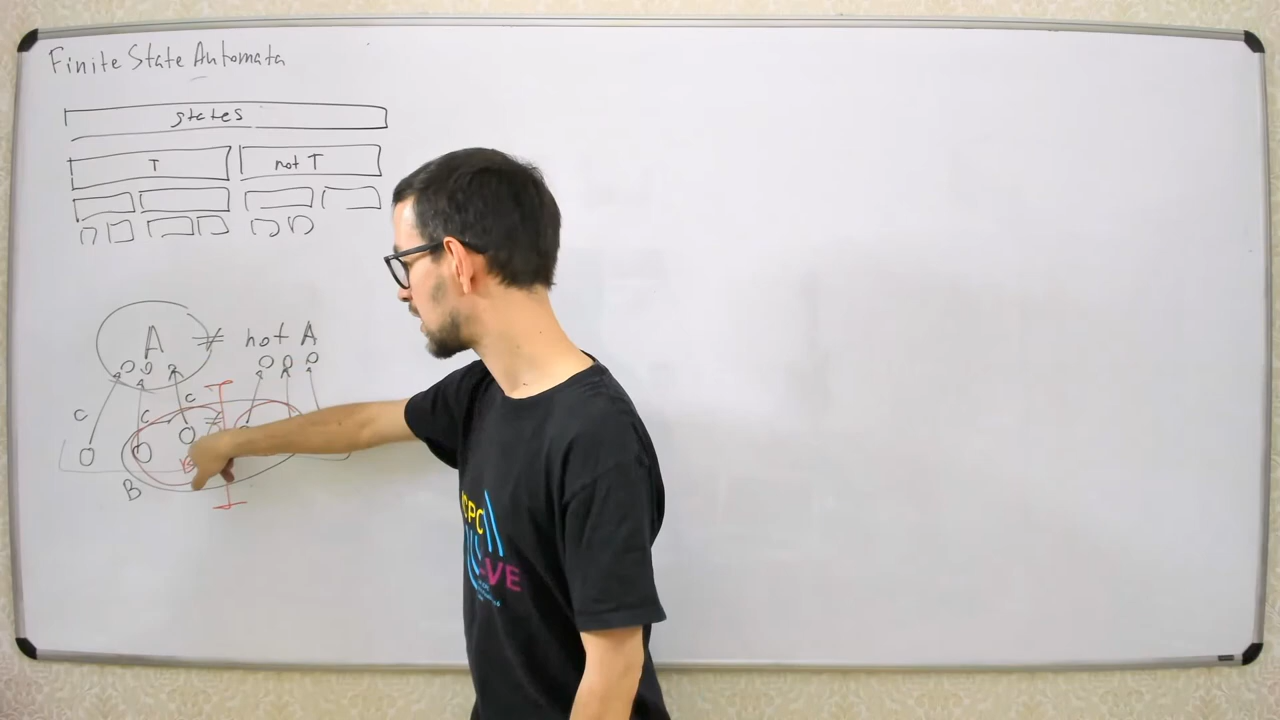 Finite State Automata
states
T not T
A ≠ not A
C C C
≠
B